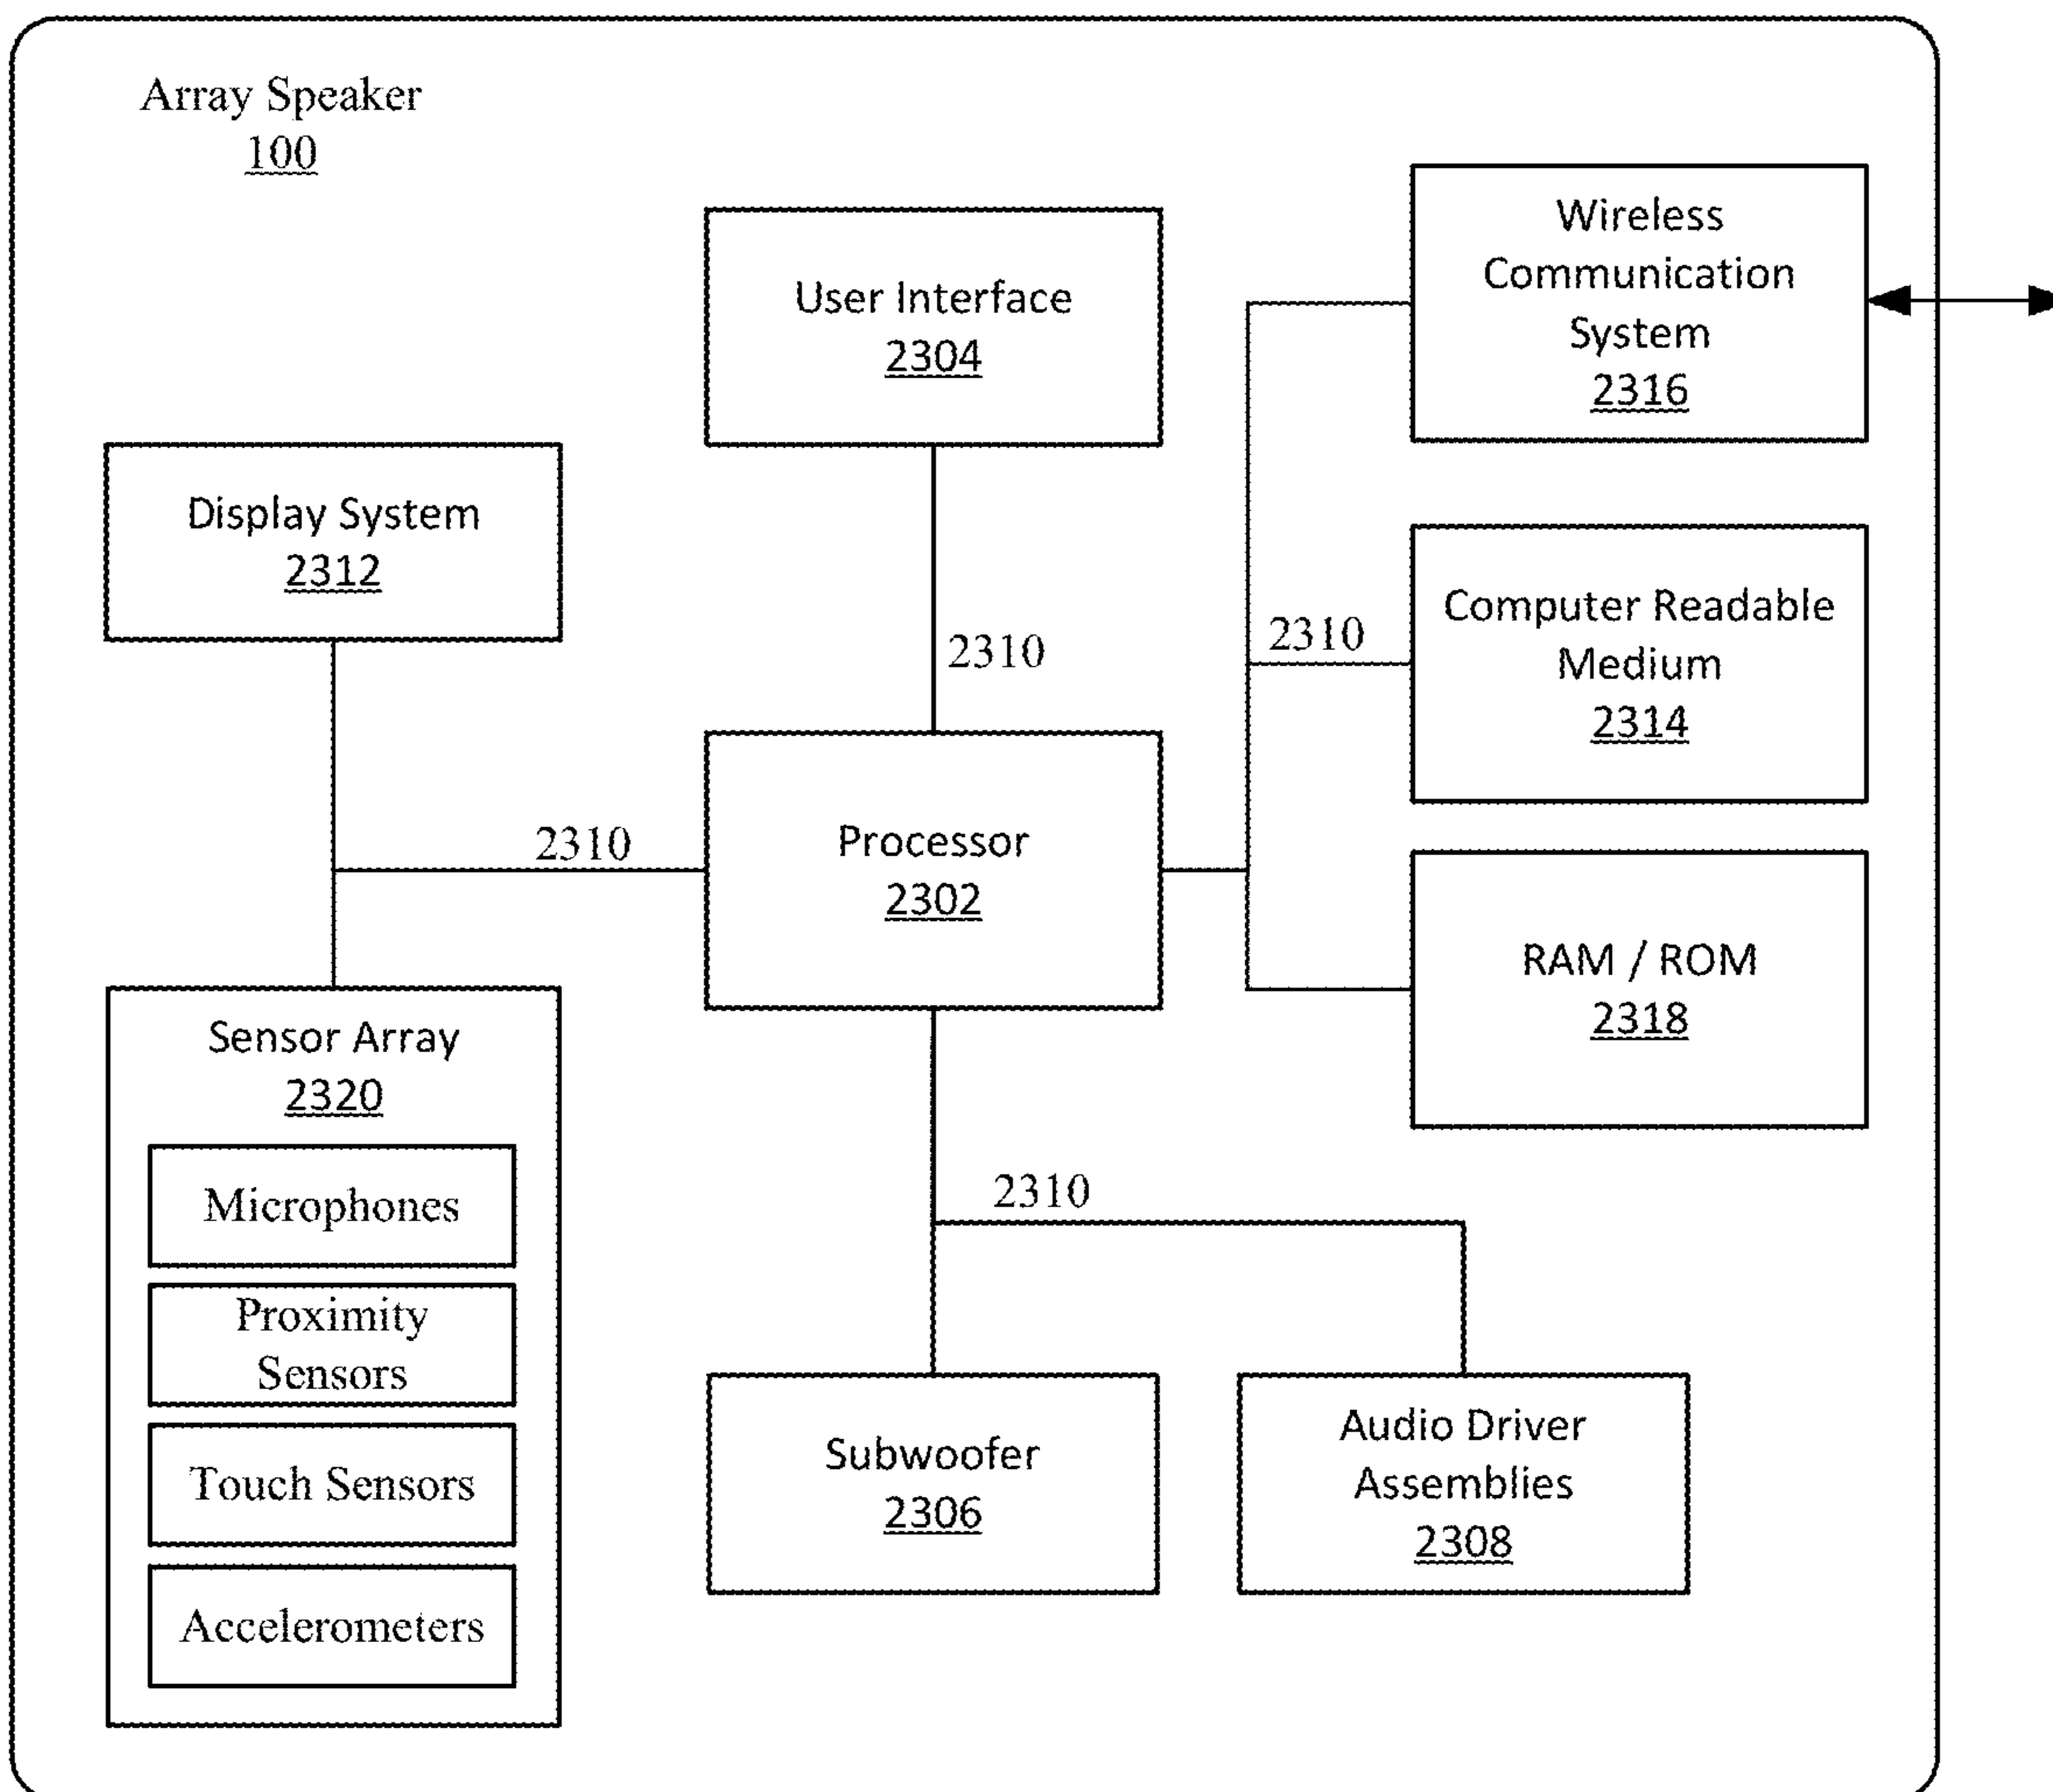 Array Speaker
100
User Interface
2304
Wireless
Communication
System
2316
Display System
2312
2310
2310
Computer Readable
Medium
2314
2310
Processor
2302
RAM / ROM
2318
Sensor Array
2320
Microphones
Proximity
Sensors
Touch Sensors
Accelerometers
2310
Subwoofer
2306
Audio Driver
Assemblies
2308